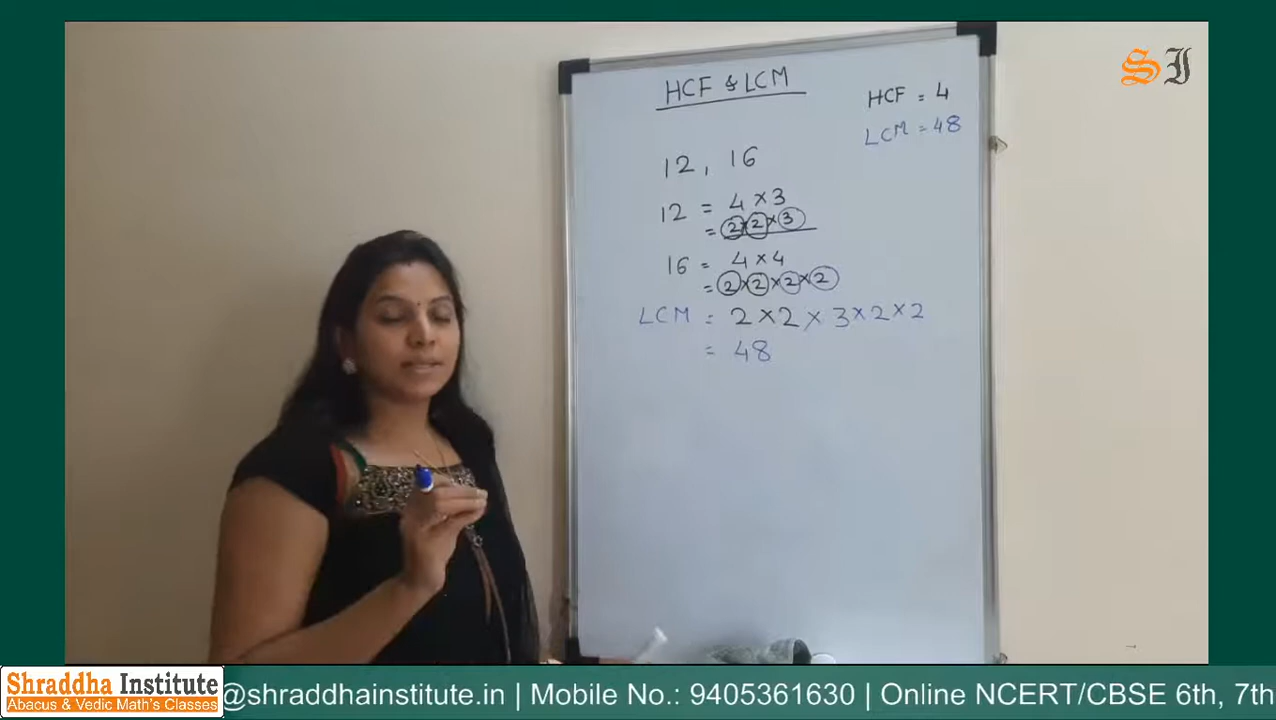 SI
HCF & LCM
HCF = 4
LCM = 48
12, 16
12 = 4 × 3
= 2 × 2 × 3
16 = 4 × 4
= 2 × 2 × 2 × 2
LCM = 2 × 2 × 3 × 2 × 2
= 48
Shraddha Institute
Abacus & Vedic Math's Classes
@shraddhainstitute.in | Mobile No.: 9405361630 | Online NCERT/CBSE 6th, 7th